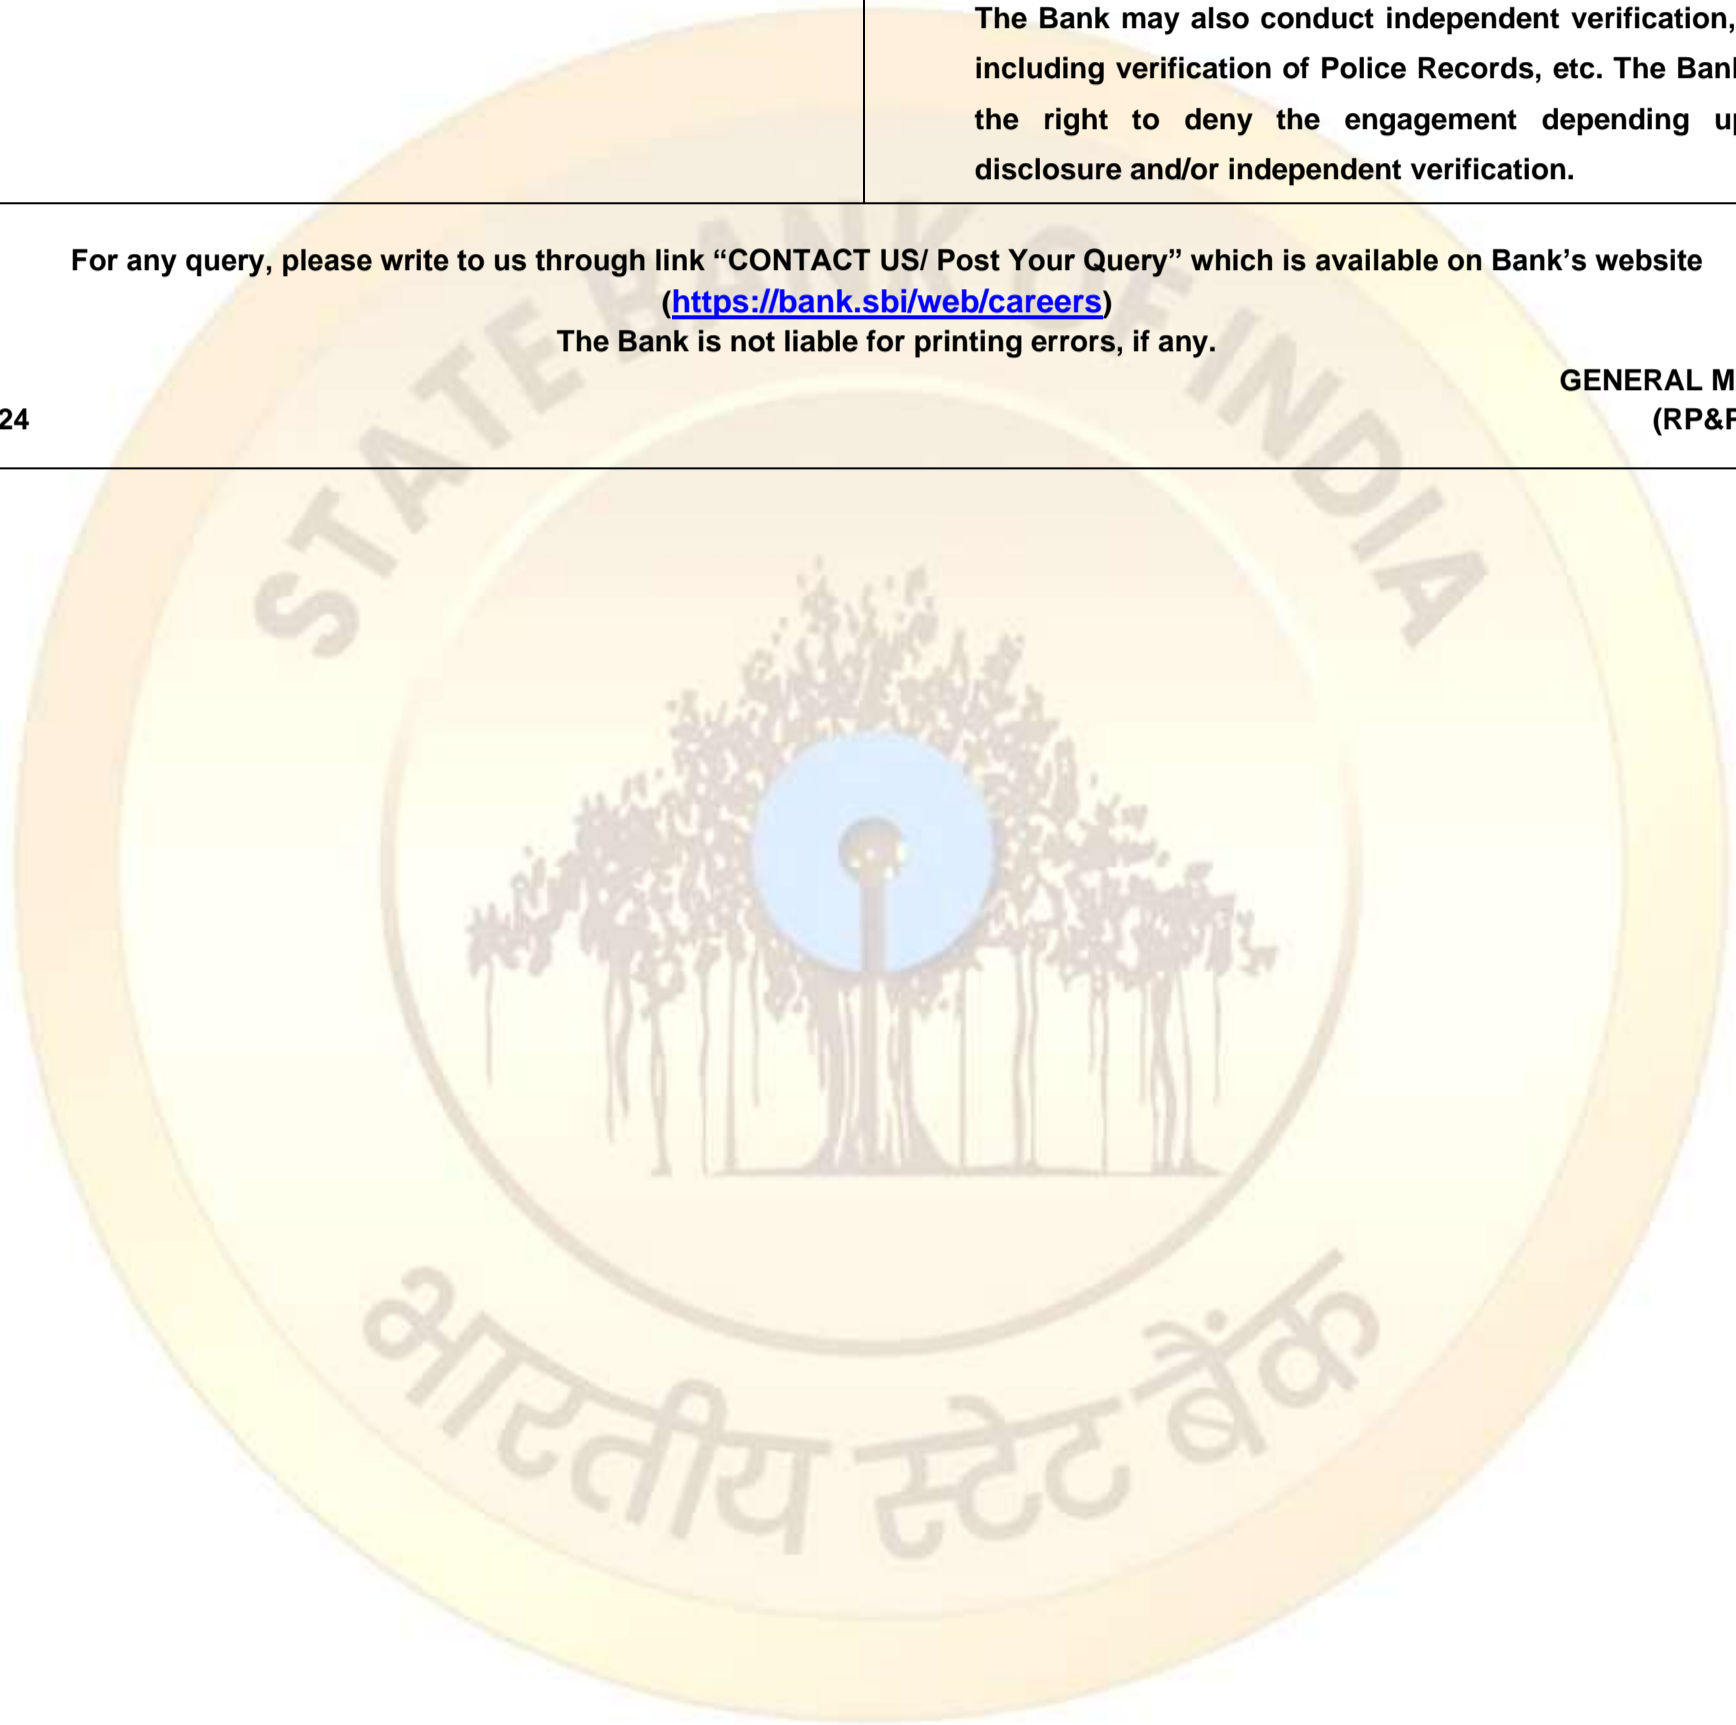 The Bank may also conduct independent verification,
including verification of Police Records, etc. The Bank
the right to deny the engagement depending up
disclosure and/or independent verification.
For any query, please write to us through link “CONTACT US/ Post Your Query” which is available on Bank’s website
(https://bank.sbi/web/careers)
The Bank is not liable for printing errors, if any.
GENERAL M
24
(RP&P
STATE BANK OF INDIA
भारतीय स्टेट बैंक